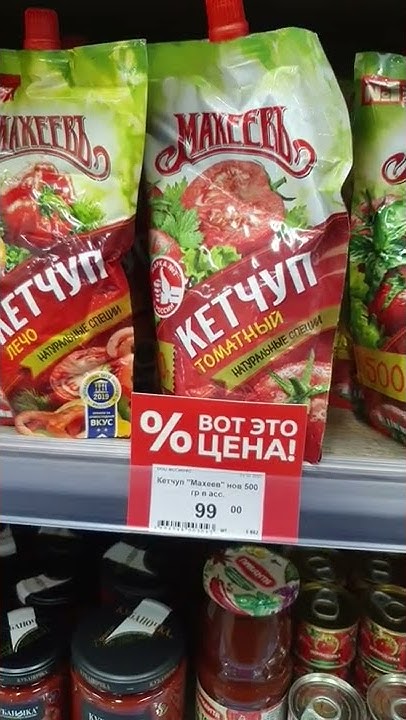 МАХЕЕВЪ
КЕТЧУП
ЛЕЧО
НАТУРАЛЬНЫЕ СПЕЦИИ
2019
ВКУС
МАХЕЕВЪ
КЕТЧУП
ТОМАТНЫЙ
НАТУРАЛЬНЫЕ СПЕЦИИ
500
% ВОТ ЭТО
ЦЕНА!
Кетчуп "Махеев" нов 500
гр в асс.
99 00
КУБАНОЧКА